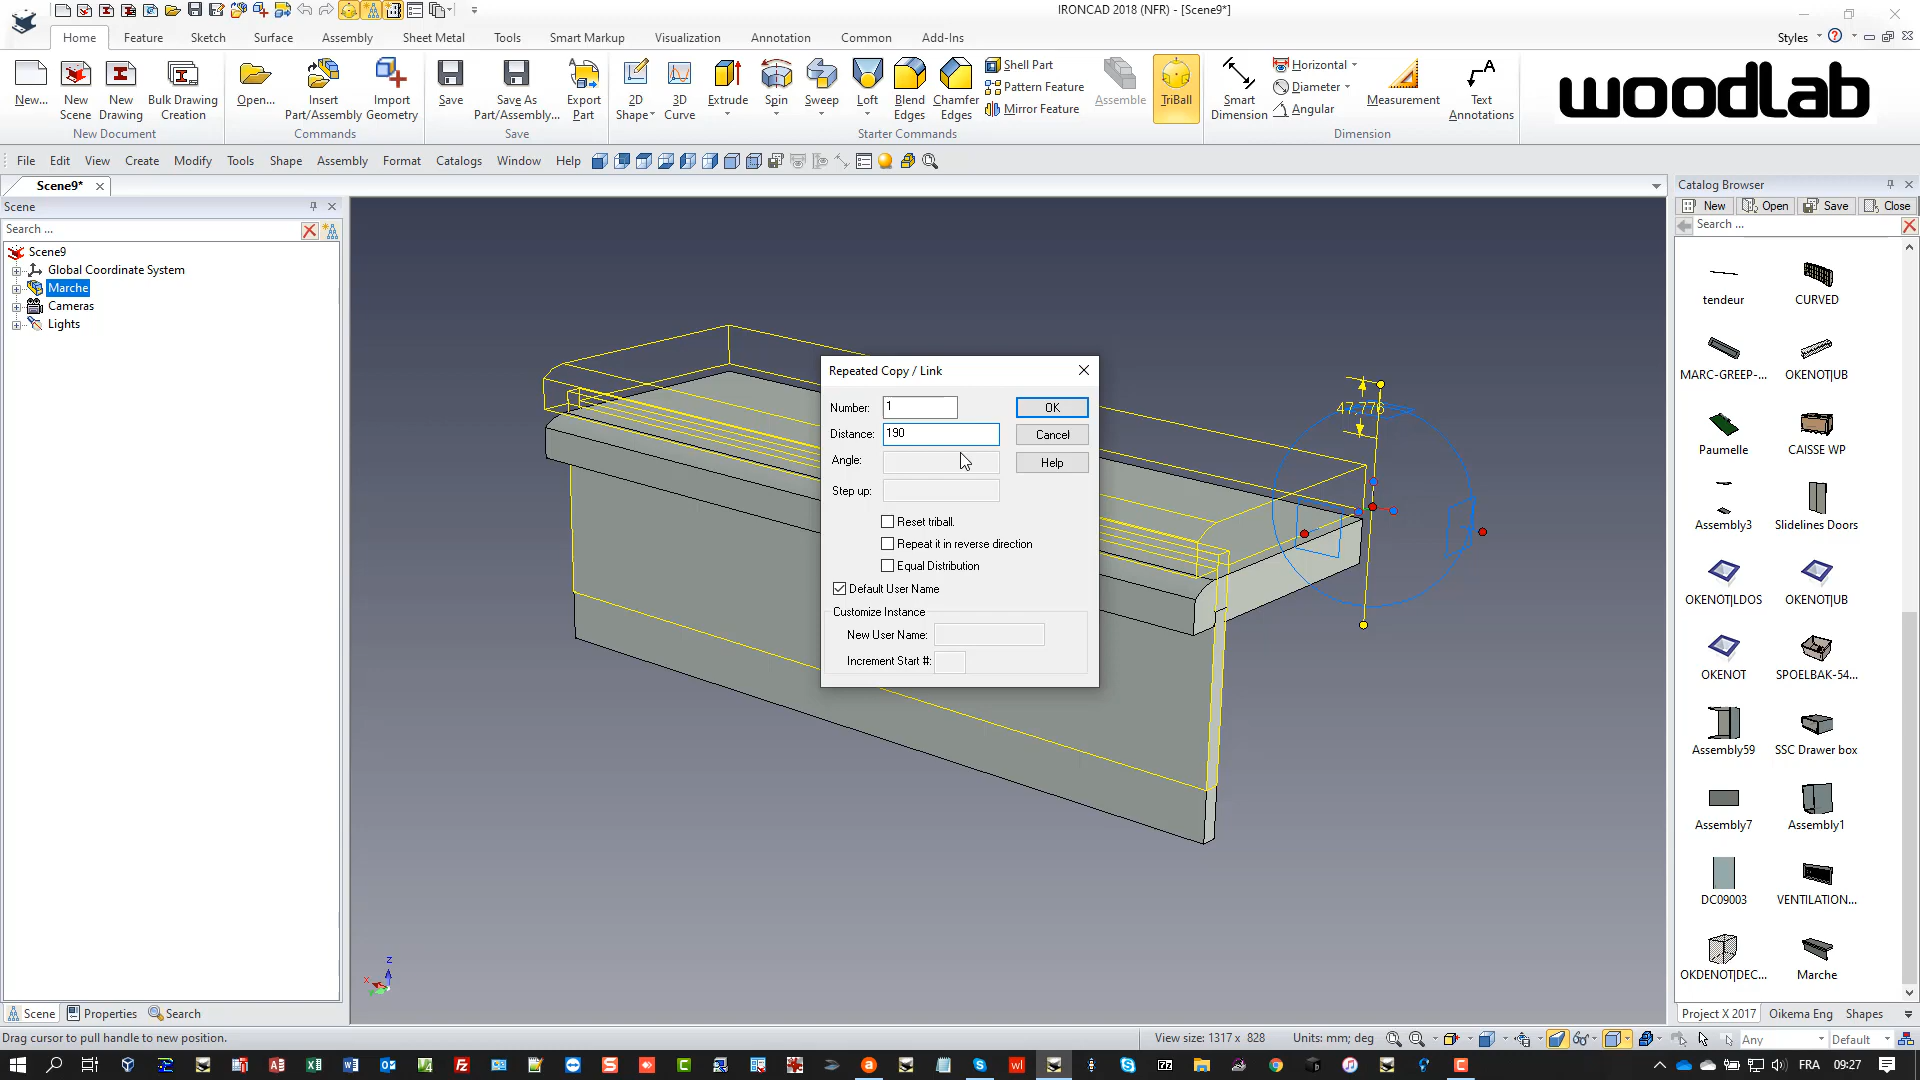 IRONCAD 2018 (NFR) - [Scene9*]
Home Feature Sketch Surface Assembly Sheet Metal Tools Smart Markup Visualization Annotation Common Add-Ins Styles
New... New Scene New Drawing Bulk Drawing Creation
New Document
Open... Insert Part/Assembly Import Geometry
Commands
Save Save As Part/Assembly... Export Part
Save
2D Shape 3D Curve Extrude Spin Sweep Loft Blend Edges Chamfer Edges
Shell Part
Pattern Feature
Mirror Feature
Assemble TriBall
Starter Commands
Smart Dimension
Horizontal
Diameter
Angular
Measurement Text Annotations
Dimension
woodLab
File Edit View Create Modify Tools Shape Assembly Format Catalogs Window Help
Scene9*
Scene
Search ...
Scene9
Global Coordinate System
Marche
Cameras
Lights
Repeated Copy / Link
Number: 1 OK
Distance: 190 Cancel
Angle: Help
Step up:
Reset triball.
Repeat it in reverse direction
Equal Distribution
Default User Name
Customize Instance
New User Name:
Increment Start #:
47,776
z
x
Catalog Browser
New Open Save Close
Search ...
tendeur CURVED
MARC-GREEP-... OKENOT|UB
Paumelle CAISSE WP
Assembly3 Slidelines Doors
OKENOT|LDOS OKENOT|UB
OKENOT SPOELBAK-54...
Assembly59 SSC Drawer box
Assembly7 Assembly1
DC09003 VENTILATION...
OKDENOT|DEC... Marche
Scene Properties Search
Project X 2017 Oikema Eng Shapes
Drag cursor to pull handle to new position.
View size: 1317 x 828 Units: mm; deg Any Default
FRA 09:27